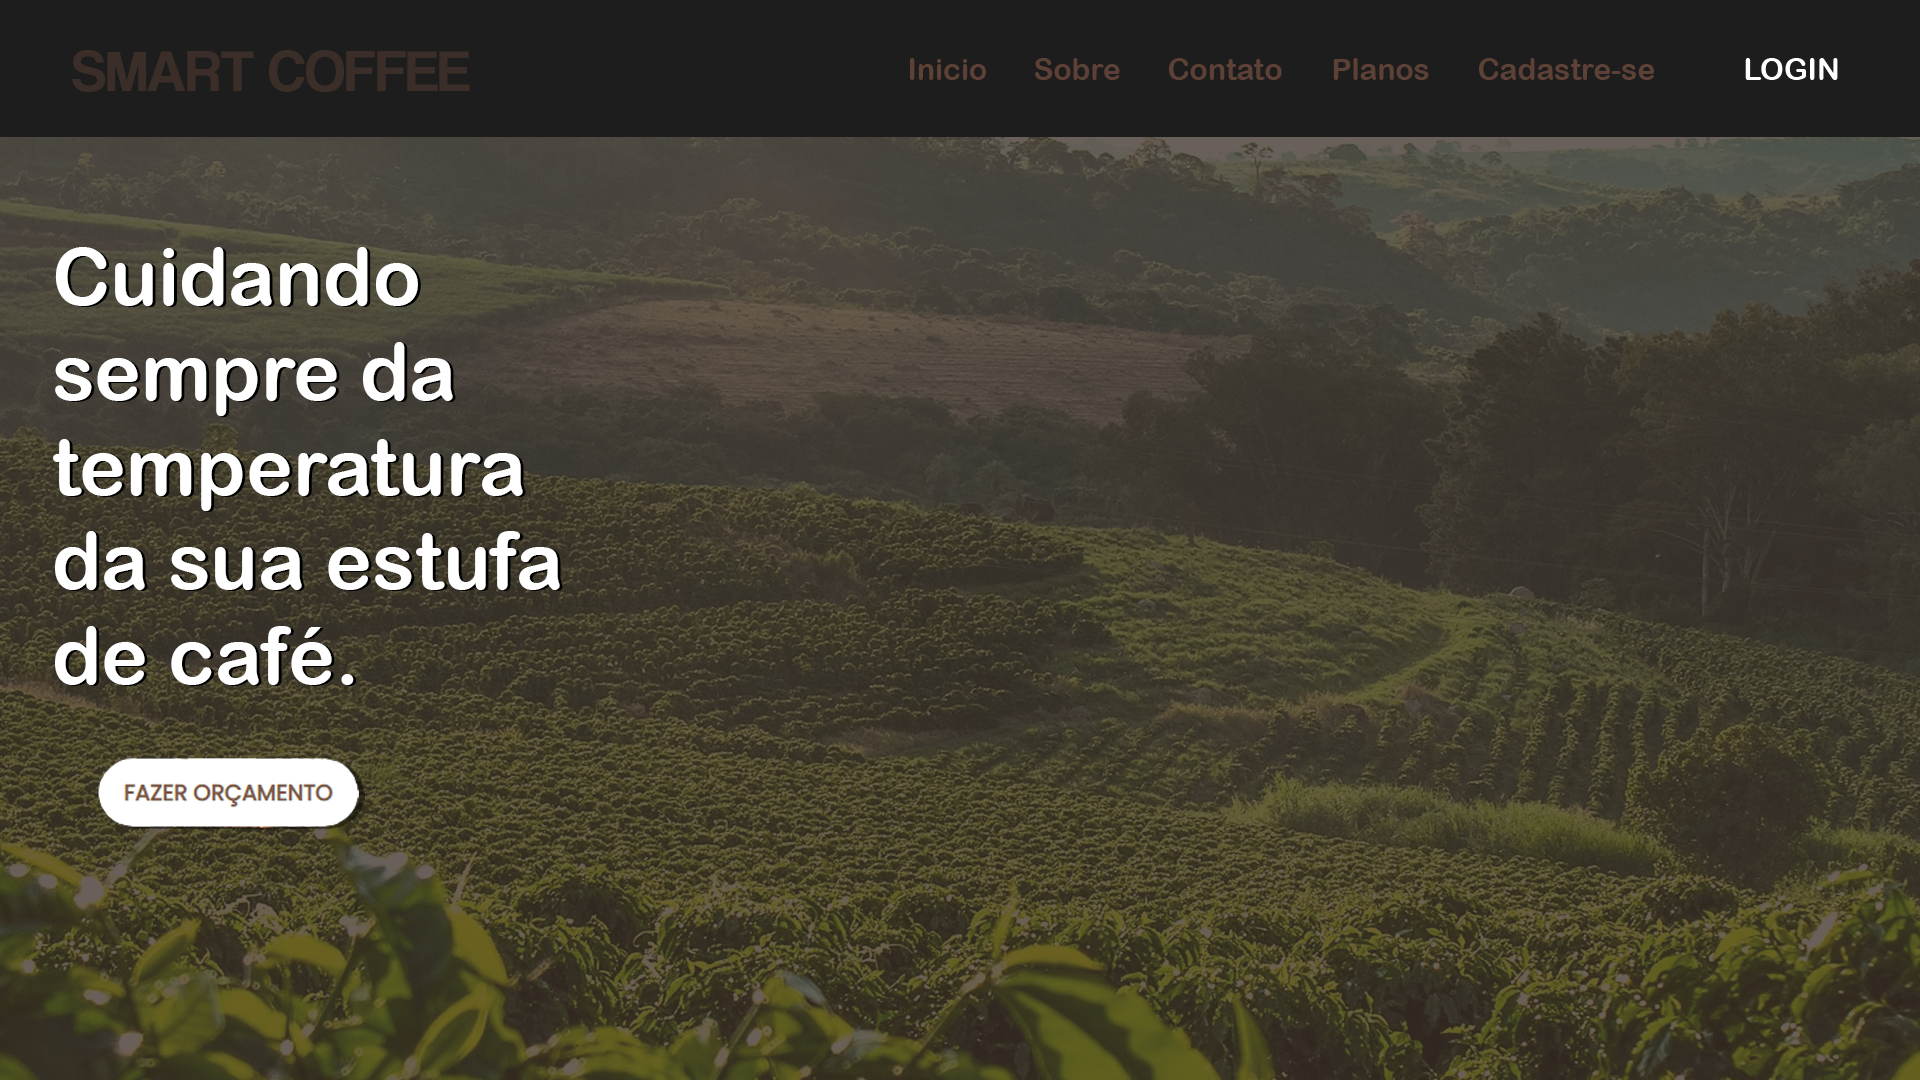 SMART COFFEE
Inicio Sobre Contato Planos Cadastre-se LOGIN
Cuidando
sempre da
temperatura
da sua estufa
de café.
FAZER ORÇAMENTO